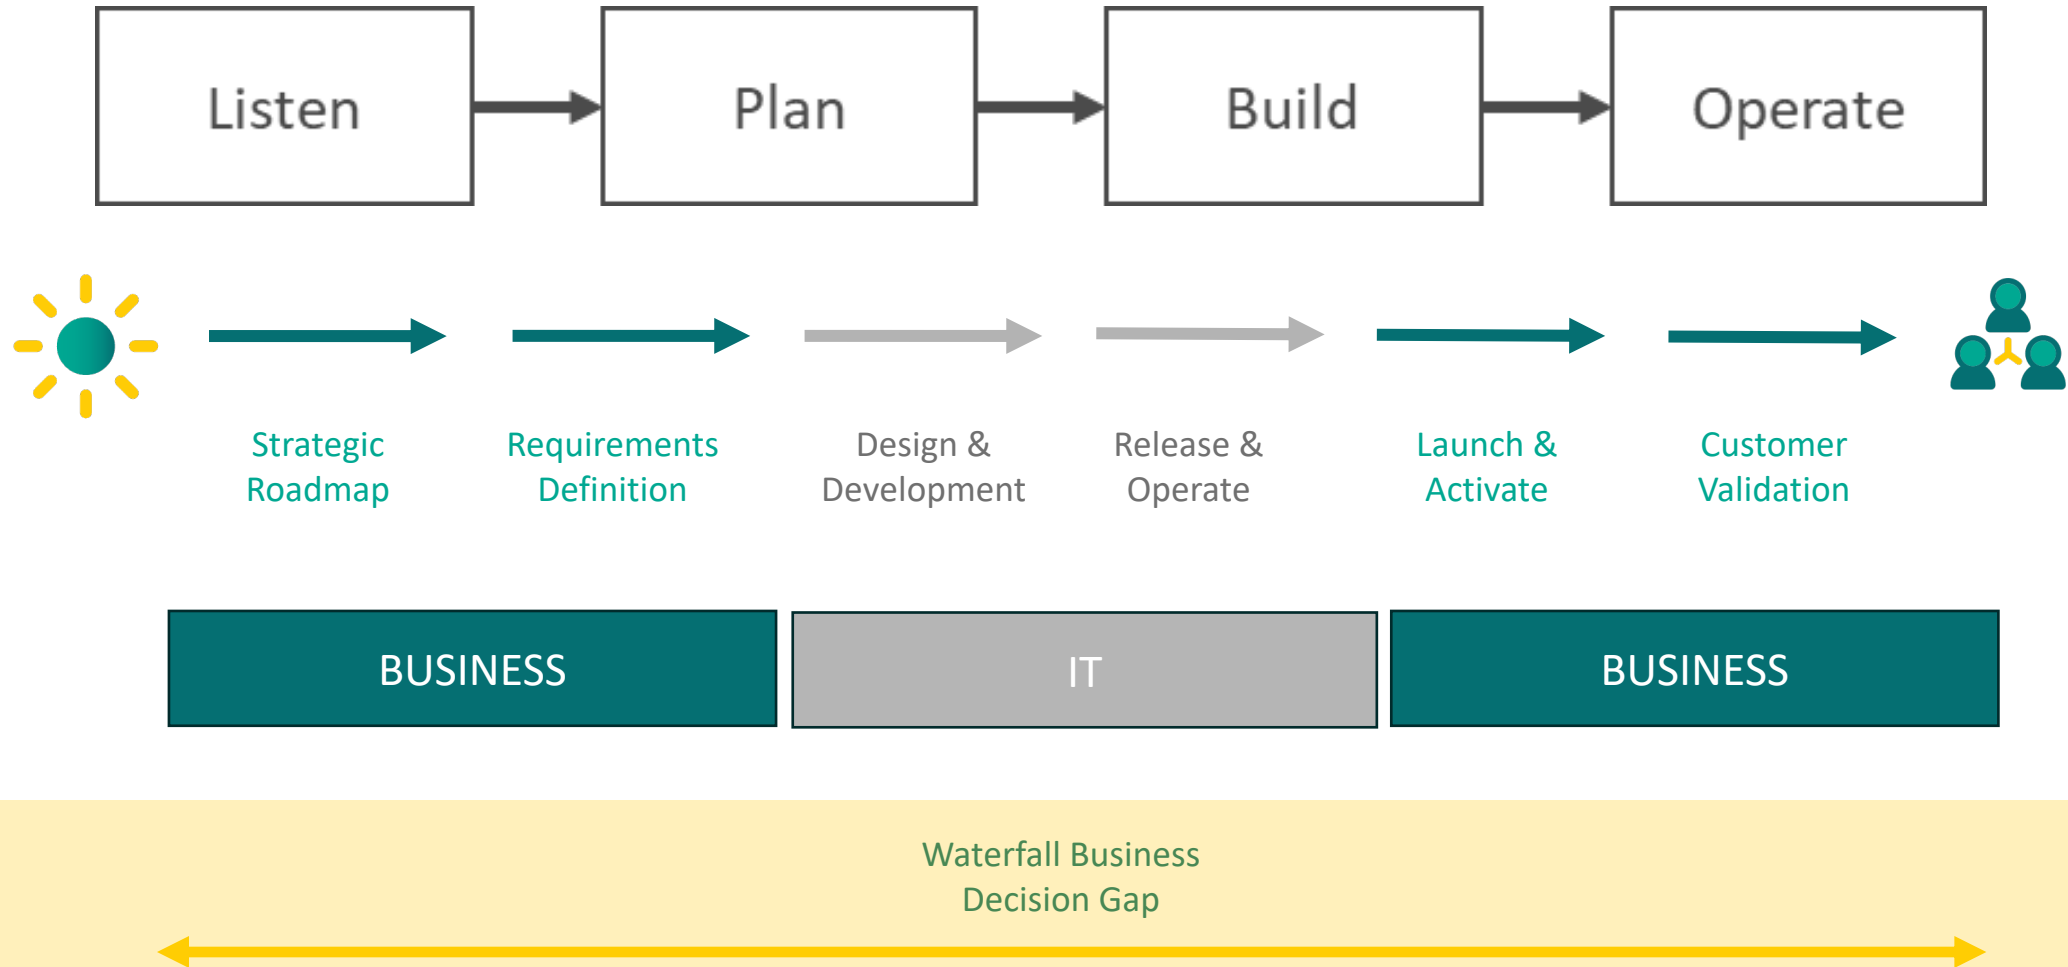 Listen
Plan
Build
Operate
Strategic
Roadmap
Requirements
Definition
Design &
Development
Release &
Operate
Launch &
Activate
Customer
Validation
BUSINESS
IT
BUSINESS
Waterfall Business
Decision Gap